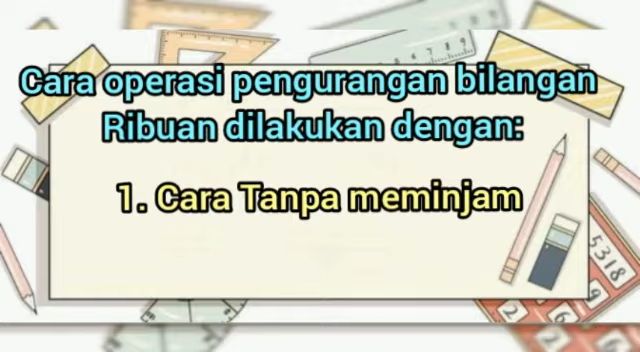 Cara operasi pengurangan bilangan
Ribuan dilakukan dengan:
1. Cara Tanpa meminjam